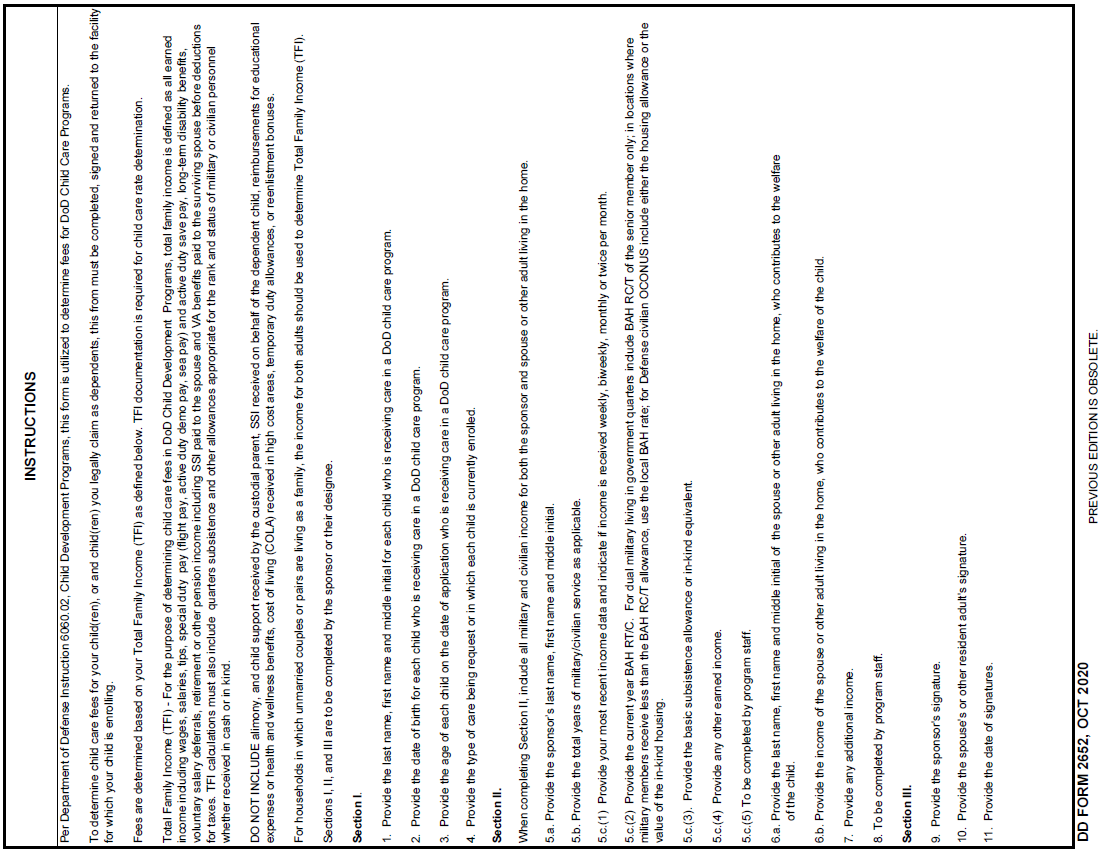 INSTRUCTIONS
Per Department of Defense Instruction 6060.02, Child Development Programs, this form is utilized to determine fees for DoD Child Care Programs.
To determine child care fees for your child(ren), or and child(ren) you legally claim as dependents, this from must be completed, signed and returned to the facility
for which your child is enrolling.
Fees are determined based on your Total Family Income (TFI) as defined below. TFI documentation is required for child care rate determination.
Total Family Income (TFI) - For the purpose of determining child care fees in DoD Child Development Programs, total family income is defined as all earned
income including wages, salaries, tips, special duty pay (flight pay, active duty demo pay, sea pay) and active duty save pay, long-term disability benefits,
voluntary salary deferrals, retirement or other pension income including SSI paid to the spouse and VA benefits paid to the surviving spouse before deductions
for taxes. TFI calculations must also include quarters subsistence and other allowances appropriate for the rank and status of military or civilian personnel
whether received in cash or in kind.
DO NOT INCLUDE alimony, and child support received by the custodial parent, SSI received on behalf of the dependent child, reimbursements for educational
expenses or health and wellness benefits, cost of living (COLA) received in high cost areas, temporary duty allowances, or reenlistment bonuses.
For households in which unmarried couples or pairs are living as a family, the income for both adults should be used to determine Total Family Income (TFI).
Sections I, II, and III are to be completed by the sponsor or their designee.
Section I.
1. Provide the last name, first name and middle initial for each child who is receiving care in a DoD child care program.
2. Provide the date of birth for each child who is receiving care in a DoD child care program.
3. Provide the age of each child on the date of application who is receiving care in a DoD child care program.
4. Provide the type of care being request or in which each child is currently enrolled.
Section II.
When completing Section II, include all military and civilian income for both the sponsor and spouse or other adult living in the home.
5.a. Provide the sponsor's last name, first name and middle initial.
5.b. Provide the total years of military/civilian service as applicable.
5.c.(1) Provide your most recent income data and indicate if income is received weekly, biweekly, monthly or twice per month.
5.c.(2) Provide the current year BAH RT/C. For dual military living in government quarters include BAH RC/T of the senior member only; in locations where
military members receive less than the BAH RC/T allowance, use the local BAH rate; for Defense civilian OCONUS include either the housing allowance or the
value of the in-kind housing.
5.c.(3). Provide the basic subsistence allowance or in-kind equivalent.
5.c.(4) Provide any other earned income.
5.c.(5) To be completed by program staff.
6.a. Provide the last name, first name and middle initial of the spouse or other adult living in the home, who contributes to the welfare
of the child.
6.b. Provide the income of the spouse or other adult living in the home, who contributes to the welfare of the child.
7. Provide any additional income.
8. To be completed by program staff.
Section III.
9. Provide the sponsor's signature.
10. Provide the spouse's or other resident adult's signature.
11. Provide the date of signatures.
DD FORM 2652, OCT 2020
PREVIOUS EDITION IS OBSOLETE.